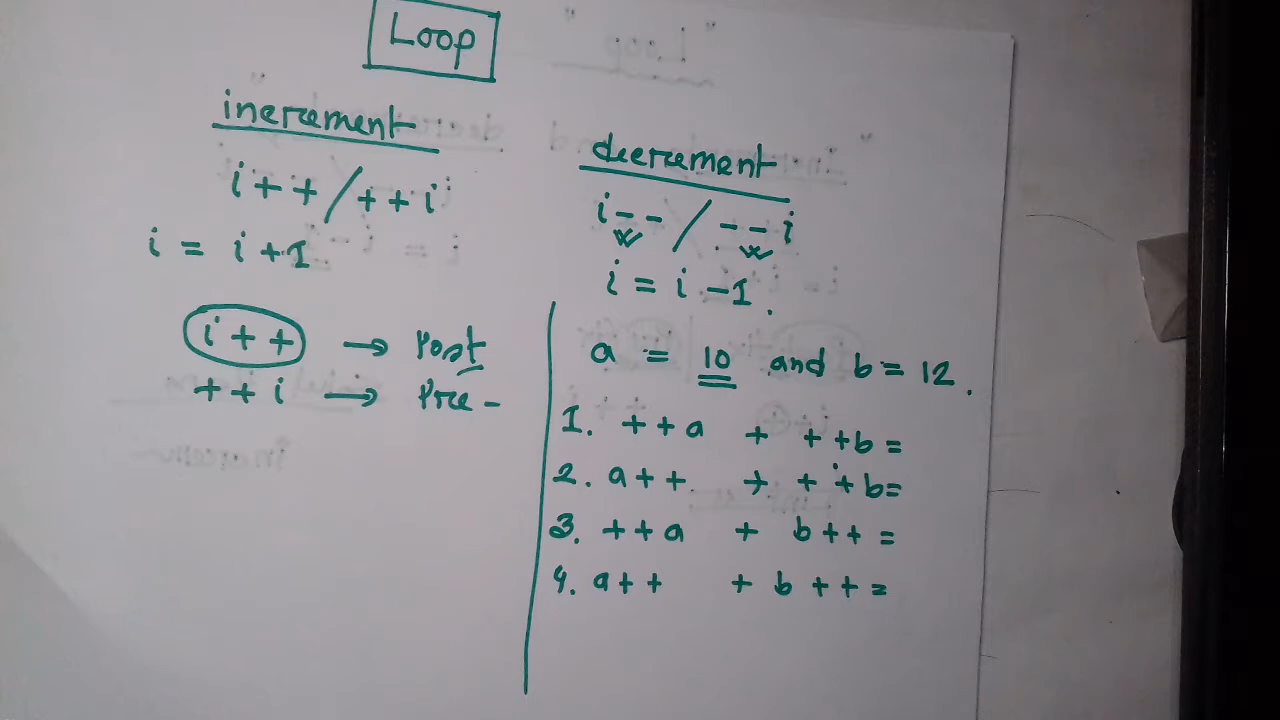 Loop
increment
i++ / ++i
i = i+1
i++ → Post
++i → Pre-
decrement
i-- / --i
i = i -1.
a = 10 and b = 12.
1. ++a + ++b =
2. a++ + ++b=
3. ++a + b++ =
4. a++ + b++ =